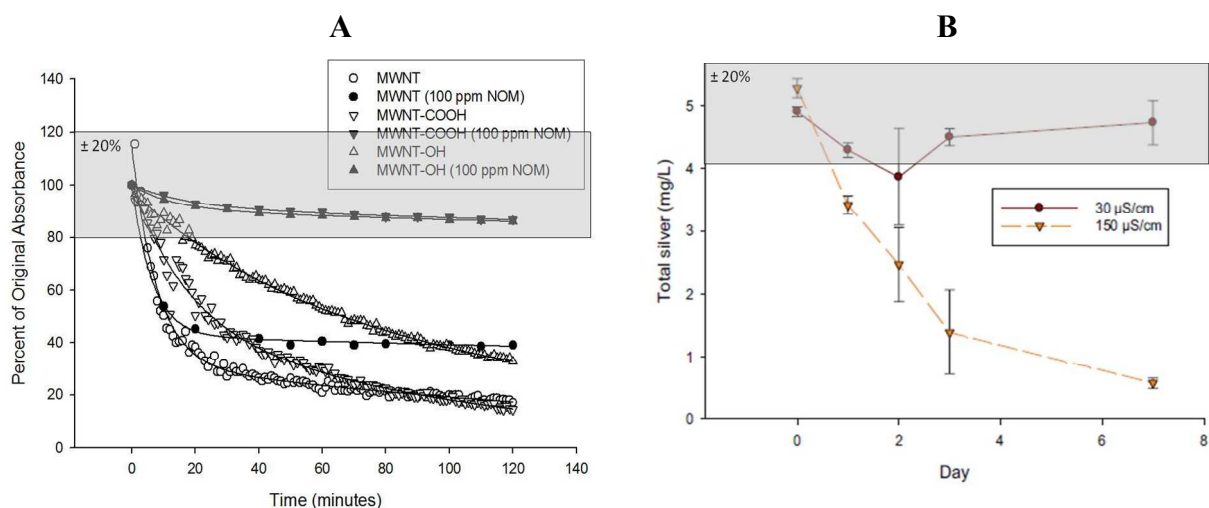 A
Percent of Original Absorbance
140
120
100
80
60
40
20
0
± 20%
MWNT
MWNT (100 ppm NOM)
MWNT-COOH
MWNT-COOH (100 ppm NOM)
MWNT-OH
MWNT-OH (100 ppm NOM)
0 20 40 60 80 100 120 140
Time (minutes)
B
Total silver (mg/L)
± 20%
5
4
3
2
1
0
30 µS/cm
150 µS/cm
0 2 4 6 8
Day